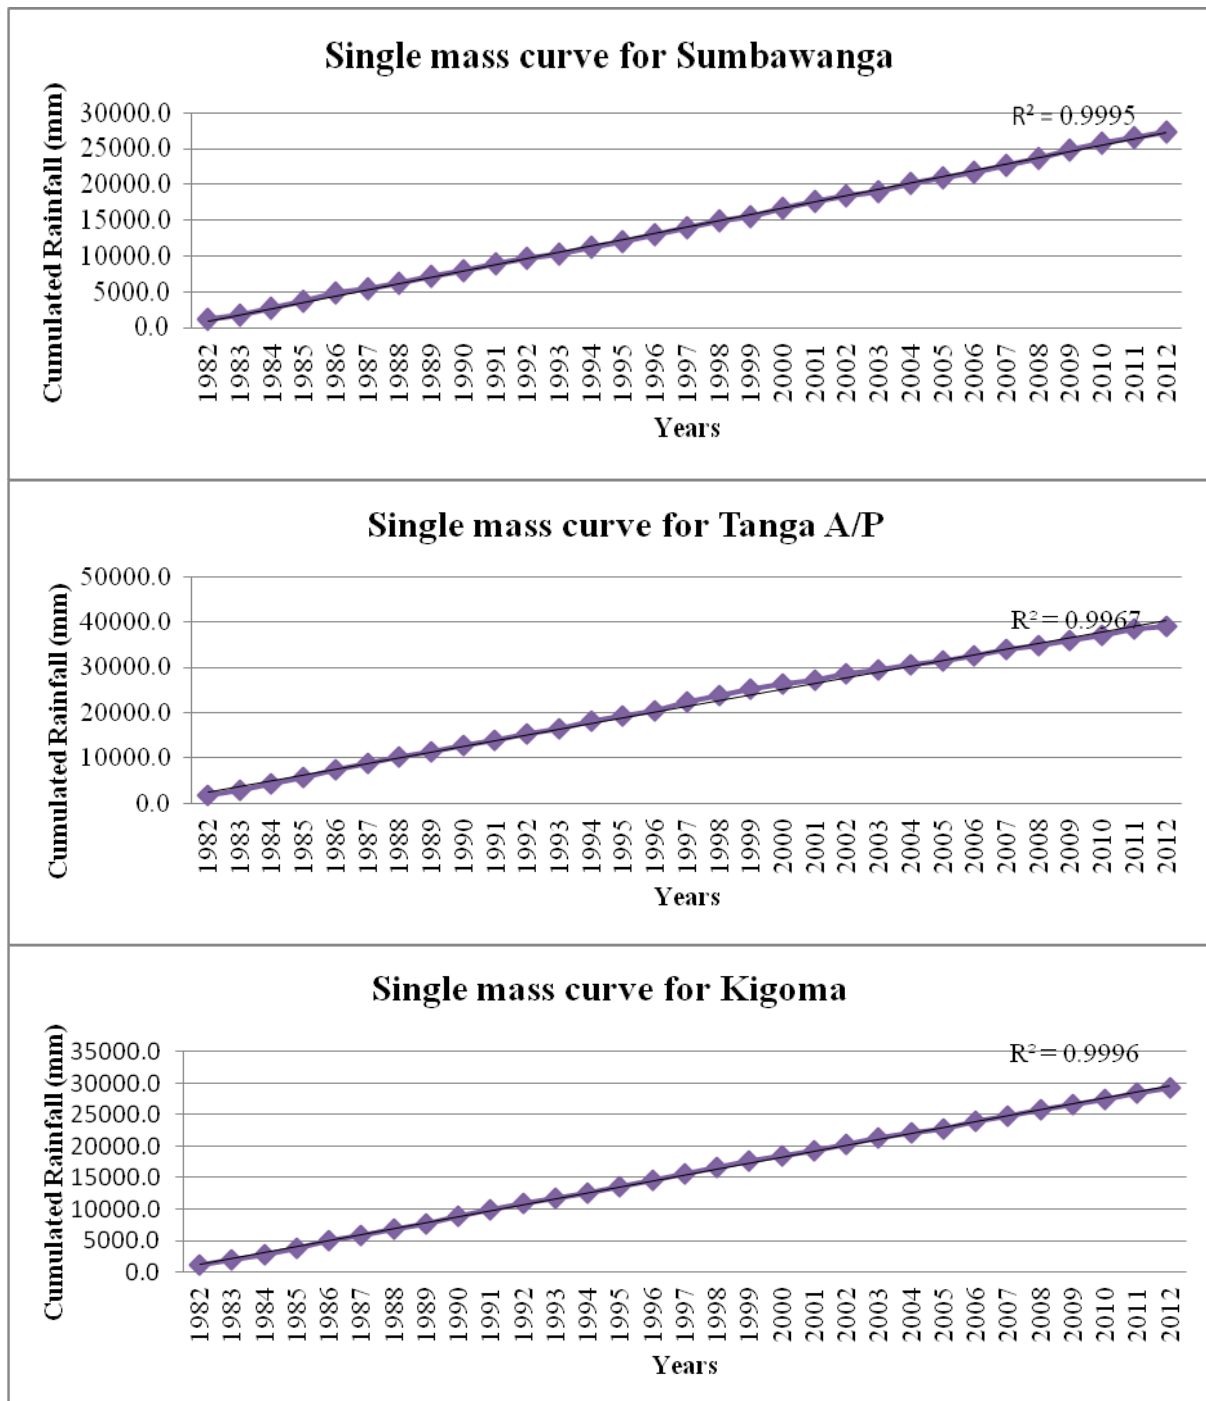 Single mass curve for Sumbawanga
R² = 0.9995
Cumulated Rainfall (mm)
30000.0
25000.0
20000.0
15000.0
10000.0
5000.0
0.0
1982 1983 1984 1985 1986 1987 1988 1989 1990 1991 1992 1993 1994 1995 1996 1997 1998 1999 2000 2001 2002 2003 2004 2005 2006 2007 2008 2009 2010 2011 2012
Years
Single mass curve for Tanga A/P
R² = 0.9967
Cumulated Rainfall (mm)
50000.0
40000.0
30000.0
20000.0
10000.0
0.0
1982 1983 1984 1985 1986 1987 1988 1989 1990 1991 1992 1993 1994 1995 1996 1997 1998 1999 2000 2001 2002 2003 2004 2005 2006 2007 2008 2009 2010 2011 2012
Years
Single mass curve for Kigoma
R² = 0.9996
Cumulated Rainfall (mm)
35000.0
30000.0
25000.0
20000.0
15000.0
10000.0
5000.0
0.0
1982 1983 1984 1985 1986 1987 1988 1989 1990 1991 1992 1993 1994 1995 1996 1997 1998 1999 2000 2001 2002 2003 2004 2005 2006 2007 2008 2009 2010 2011 2012
Years